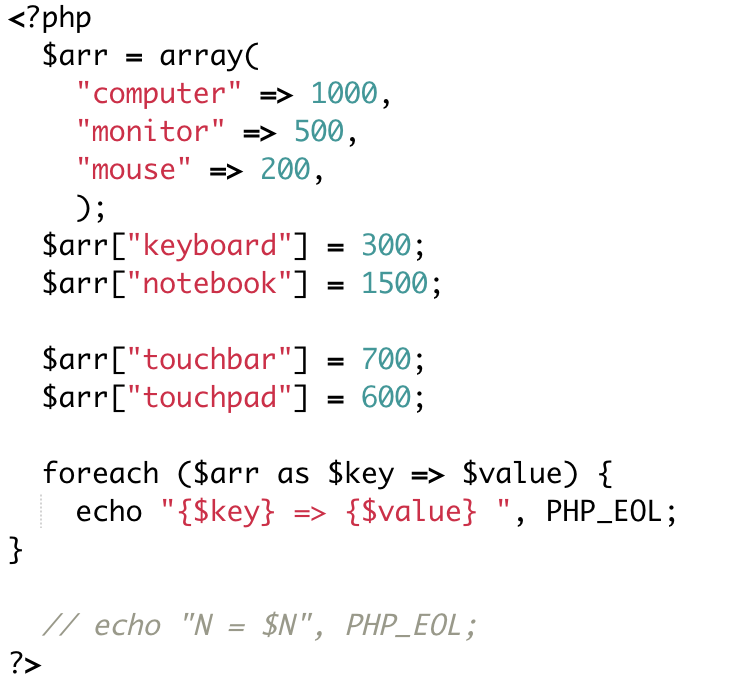 <?php
  $arr = array(
    "computer" => 1000,
    "monitor" => 500,
    "mouse" => 200,
    );
  $arr["keyboard"] = 300;
  $arr["notebook"] = 1500;

  $arr["touchbar"] = 700;
  $arr["touchpad"] = 600;

  foreach ($arr as $key => $value) {
    echo "{$key} => {$value} ", PHP_EOL;
}

  // echo "N = $N", PHP_EOL;
?>